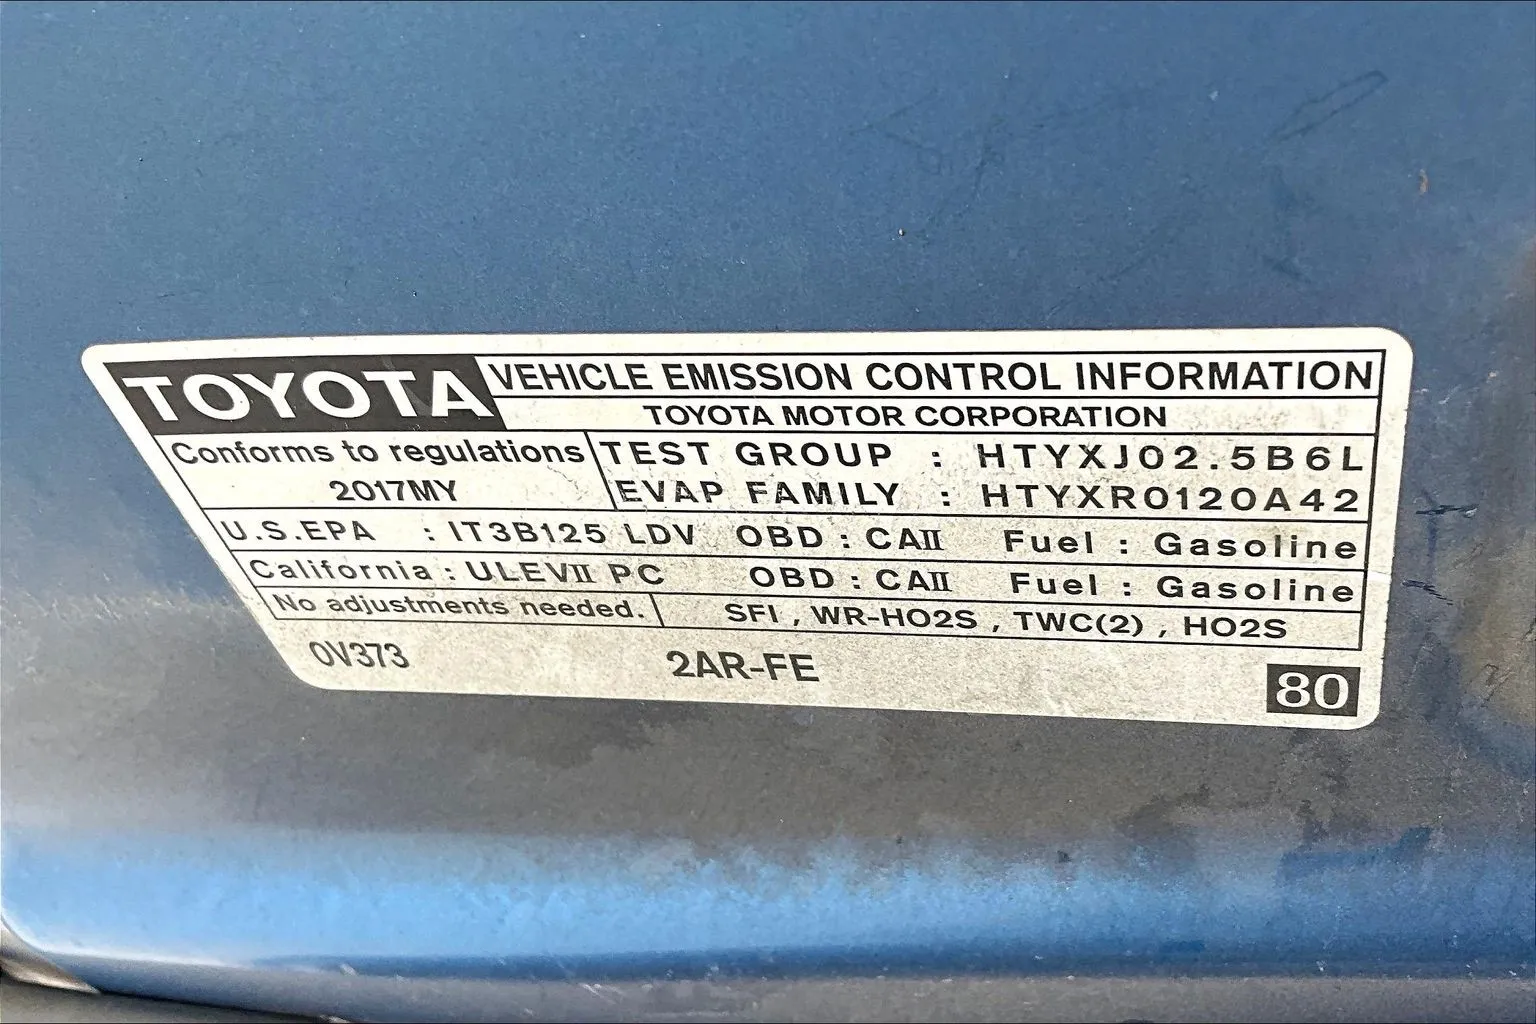 TOYOTA VEHICLE EMISSION CONTROL INFORMATION
TOYOTA MOTOR CORPORATION
Conforms to regulations
2017MY
TEST GROUP : HTYXJ02.5B6L
EVAP FAMILY : HTYXR0120A42
U.S.EPA : IT3B125 LDV OBD : CAII Fuel : Gasoline
California : ULEVII PC OBD : CAII Fuel : Gasoline
No adjustments needed. SFI , WR-HO2S , TWC(2) , HO2S
0V373 2AR-FE 80